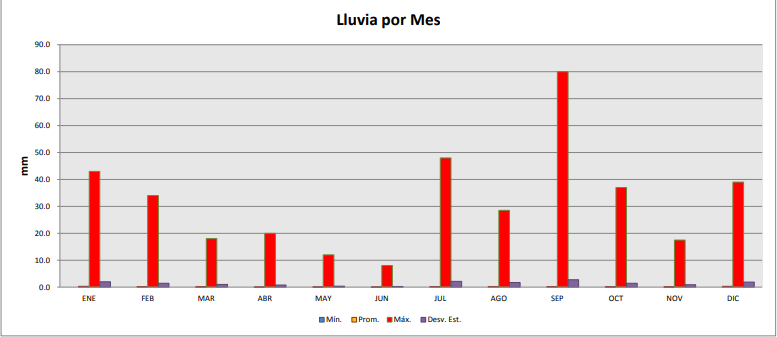 Lluvia por Mes
90.0
80.0
70.0
60.0
50.0
40.0
30.0
20.0
10.0
0.0
mm
ENE FEB MAR ABR MAY JUN JUL AGO SEP OCT NOV DIC
Mín. Prom. Máx. Desv. Est.